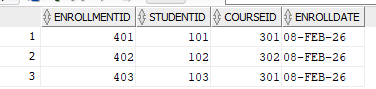 ENROLLMENTID STUDENTID COURSEID ENROLLDATE
1 401 101 301 08-FEB-26
2 402 102 302 08-FEB-26
3 403 103 301 08-FEB-26